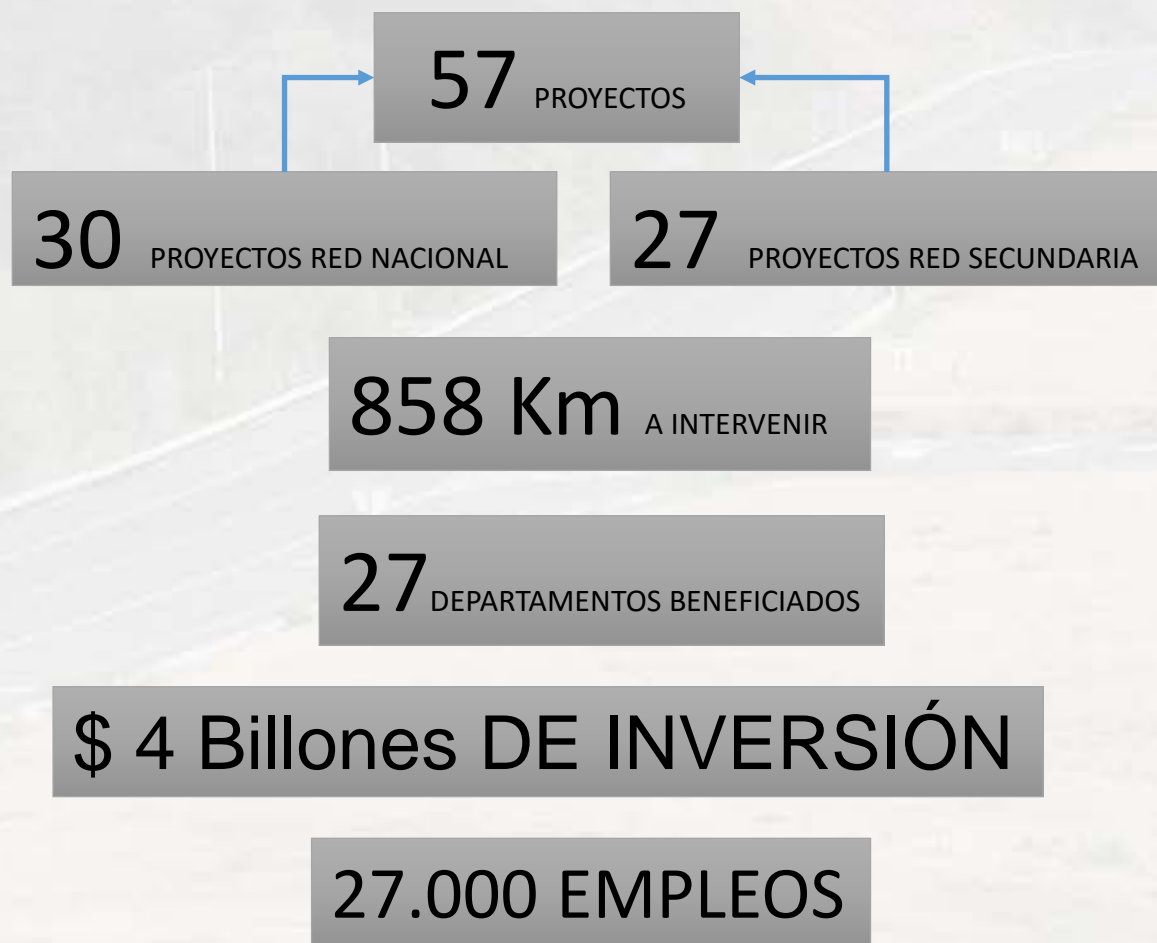 57 PROYECTOS
30 PROYECTOS RED NACIONAL
27 PROYECTOS RED SECUNDARIA
858 Km A INTERVENIR
27 DEPARTAMENTOS BENEFICIADOS
$ 4 Billones DE INVERSIÓN
27.000 EMPLEOS